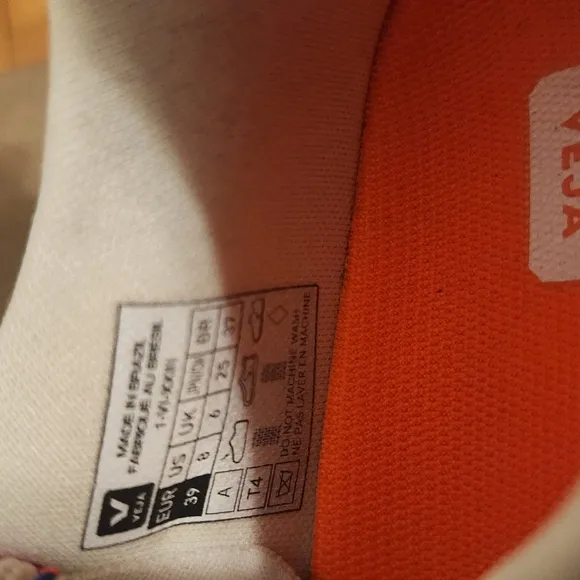 MADE IN BRAZIL
FABRIQUÉ AU BRÉSIL
VEJA
EUR US UK JP/CN BR
39 8 6 25 37
A
T4
DO NOT MACHINE WASH
NE PAS LAVER EN MACHINE
VEJA